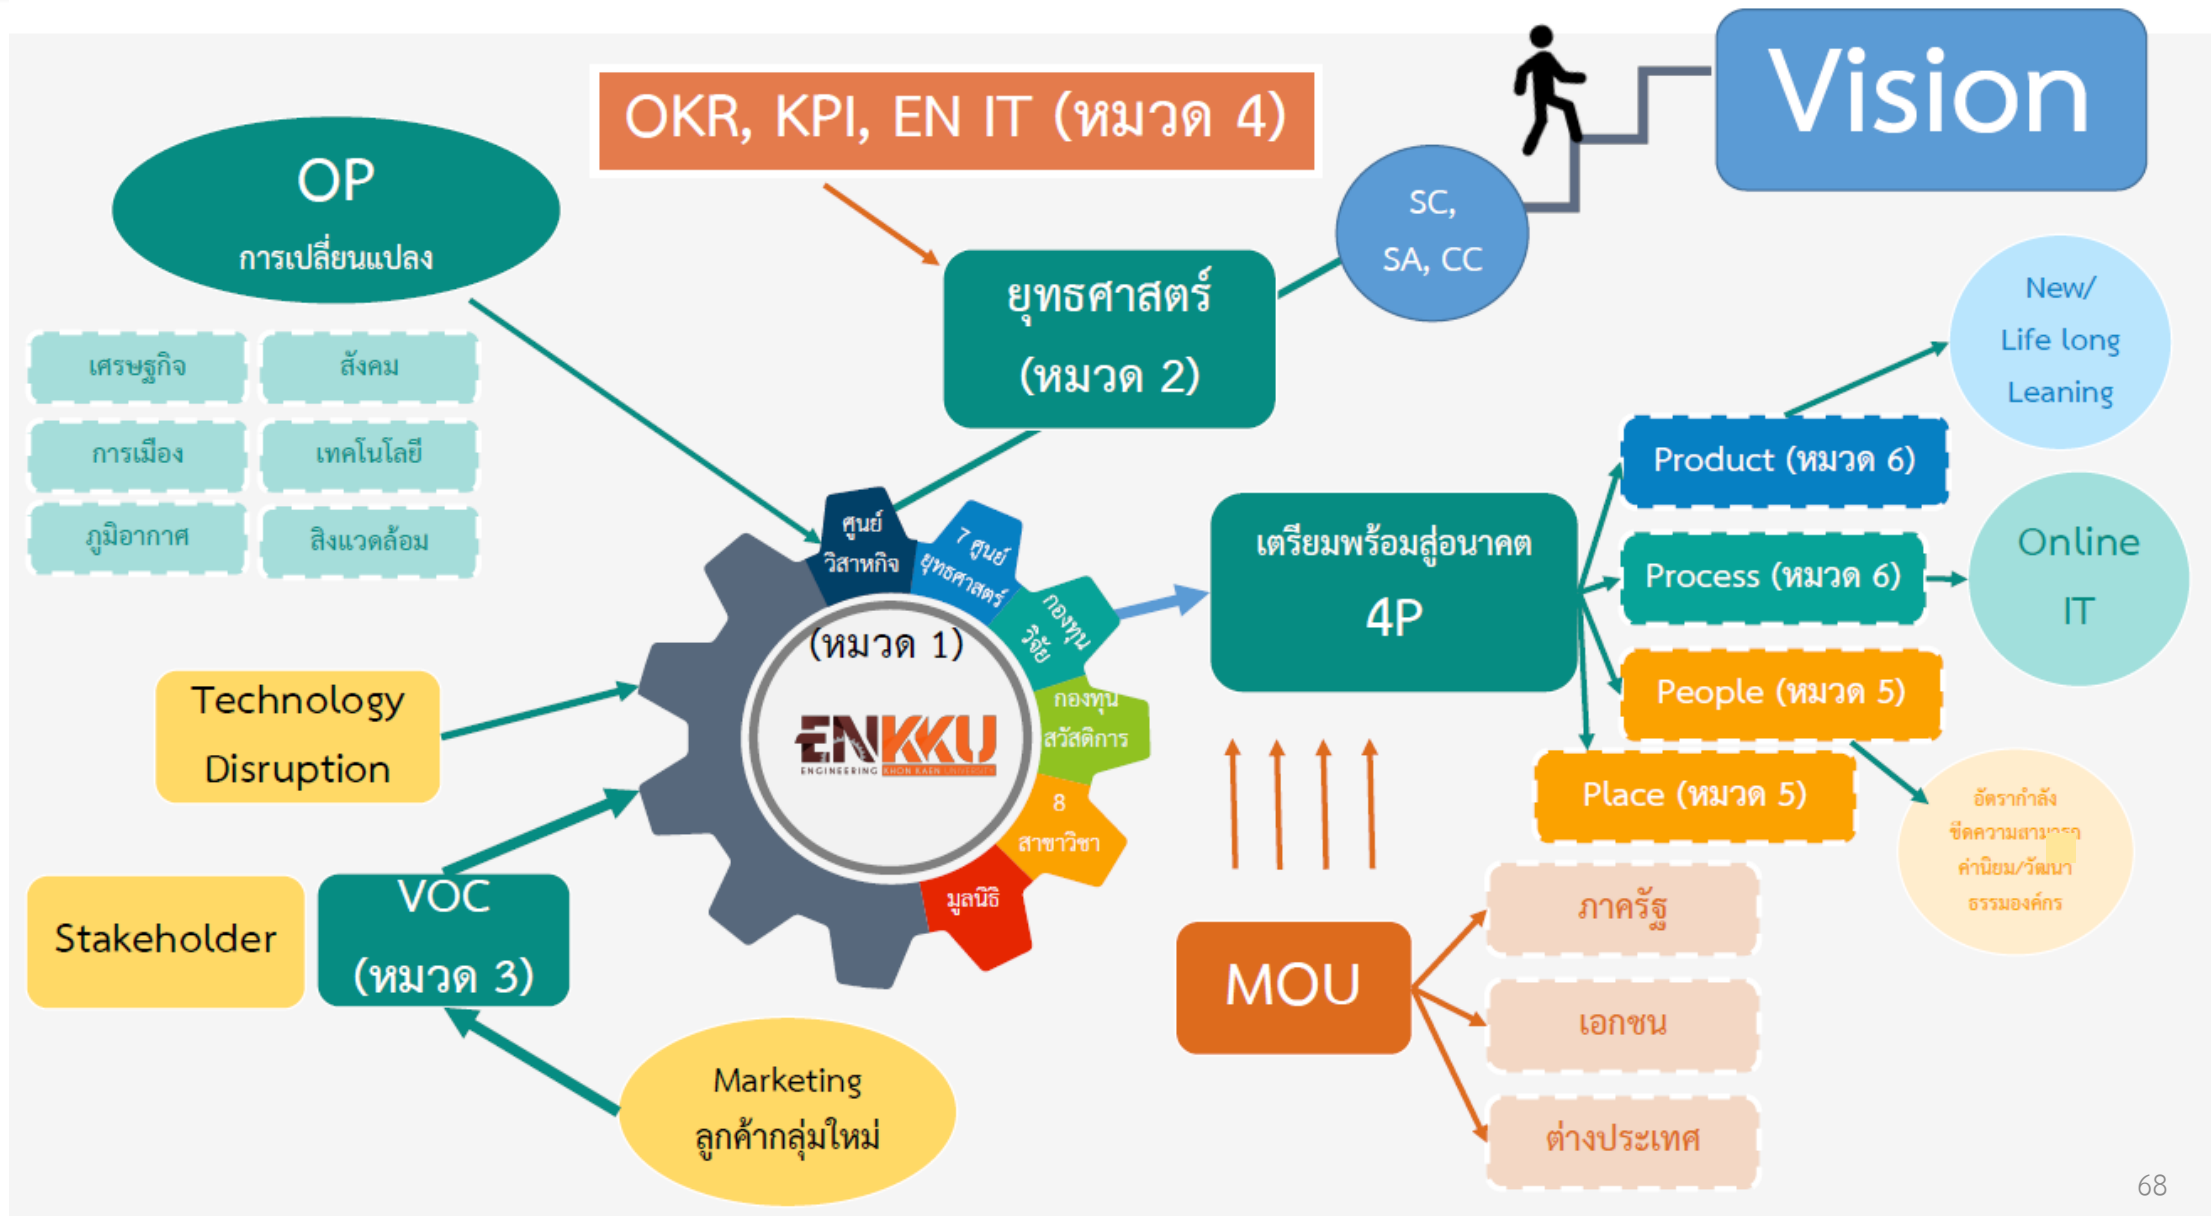 Vision
OKR, KPI, EN IT (หมวด 4)
OP
การเปลี่ยนแปลง
SC,
SA, CC
ยุทธศาสตร์
(หมวด 2)
New/
Life long
Leaning
เศรษฐกิจ
สังคม
การเมือง
เทคโนโลยี
ภูมิอากาศ
สิงแวดล้อม
Product (หมวด 6)
Process (หมวด 6)
People (หมวด 5)
Place (หมวด 5)
Online
IT
ศูนย์
วิสาหกิจ
7 ศูนย์
ยุทธศาสตร์
กองทุน
วิจัย
กองทุน
สวัสดิการ
8
สาขาวิชา
มูลนิธิ
(หมวด 1)
ENKKU
ENGINEERING KHON KAEN UNIVERSITY
เตรียมพร้อมสู่อนาคต
4P
Technology
Disruption
อัตรากำลัง
ขีดความสามารถ
ค่านิยม/วัฒนา
ธรรมองค์กร
Stakeholder
VOC
(หมวด 3)
MOU
ภาครัฐ
เอกชน
ต่างประเทศ
Marketing
ลูกค้ากลุ่มใหม่
68